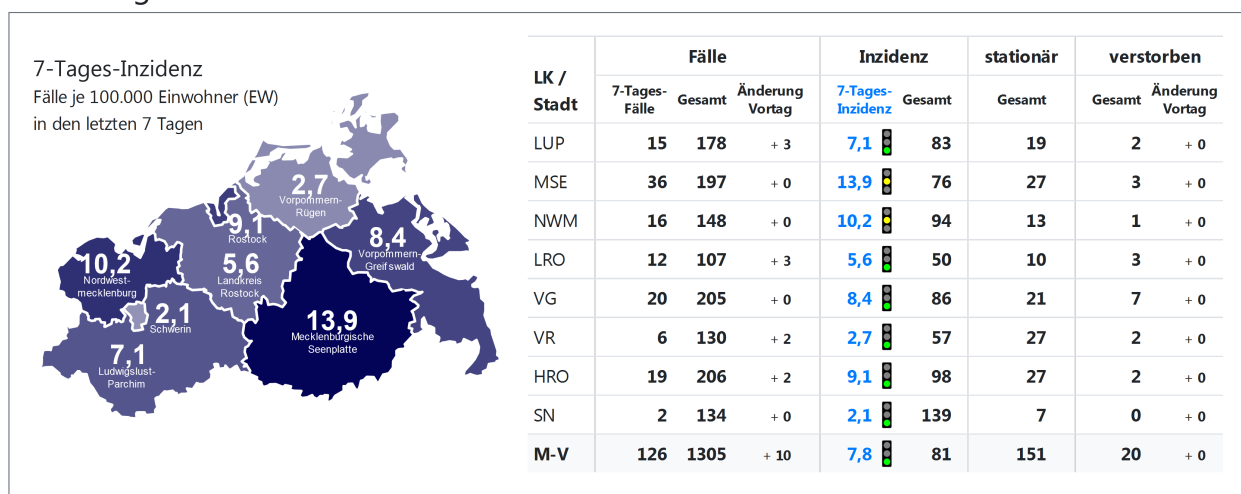 7-Tages-Inzidenz
Fälle je 100.000 Einwohner (EW)
in den letzten 7 Tagen
2,7
Vorpommern-
Rügen
9,1
Rostock
8,4
Vorpommern-
Greifswald
10,2
Nordwest-
mecklenburg
5,6
Landkreis
Rostock
2,1
Schwerin
13,9
Mecklenburgische
Seenplatte
7,1
Ludwigslust-
Parchim
LK /
Stadt
Fälle Inzidenz stationär verstorben
7-Tages-
Fälle Gesamt Änderung
Vortag 7-Tages-
Inzidenz Gesamt Gesamt Gesamt Änderung
Vortag
LUP 15 178 + 3 7,1 83 19 2 + 0
MSE 36 197 + 0 13,9 76 27 3 + 0
NWM 16 148 + 0 10,2 94 13 1 + 0
LRO 12 107 + 3 5,6 50 10 3 + 0
VG 20 205 + 0 8,4 86 21 7 + 0
VR 6 130 + 2 2,7 57 27 2 + 0
HRO 19 206 + 2 9,1 98 27 2 + 0
SN 2 134 + 0 2,1 139 7 0 + 0
M-V 126 1305 + 10 7,8 81 151 20 + 0